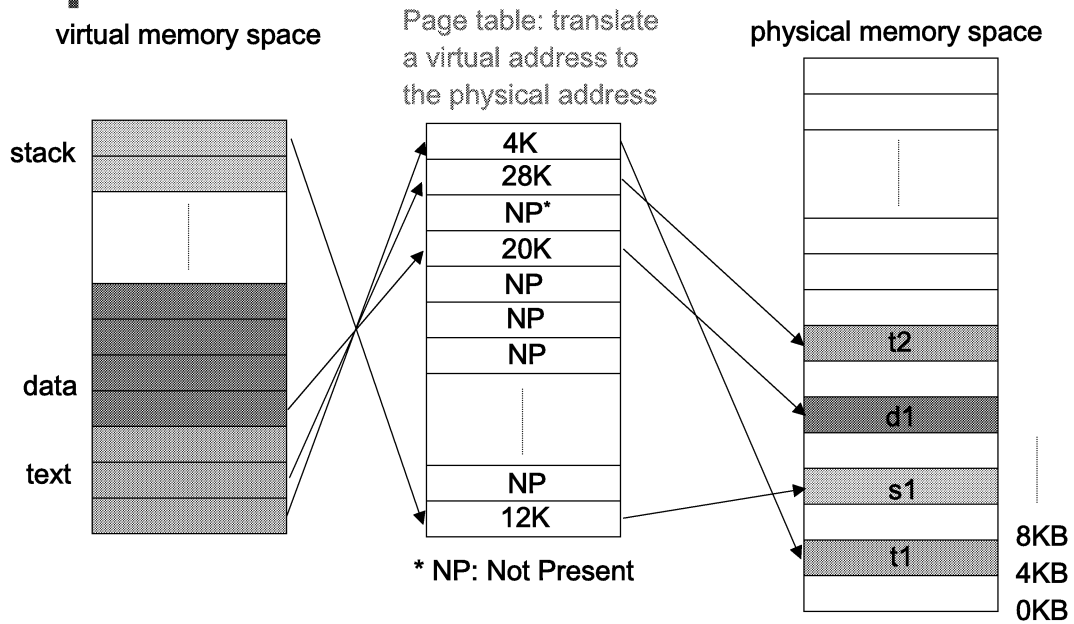 virtual memory space
Page table: translate
a virtual address to
the physical address
physical memory space
stack
data
text
4K
28K
NP*
20K
NP
NP
NP
NP
12K
* NP: Not Present
t2
d1
s1
t1
8KB
4KB
0KB